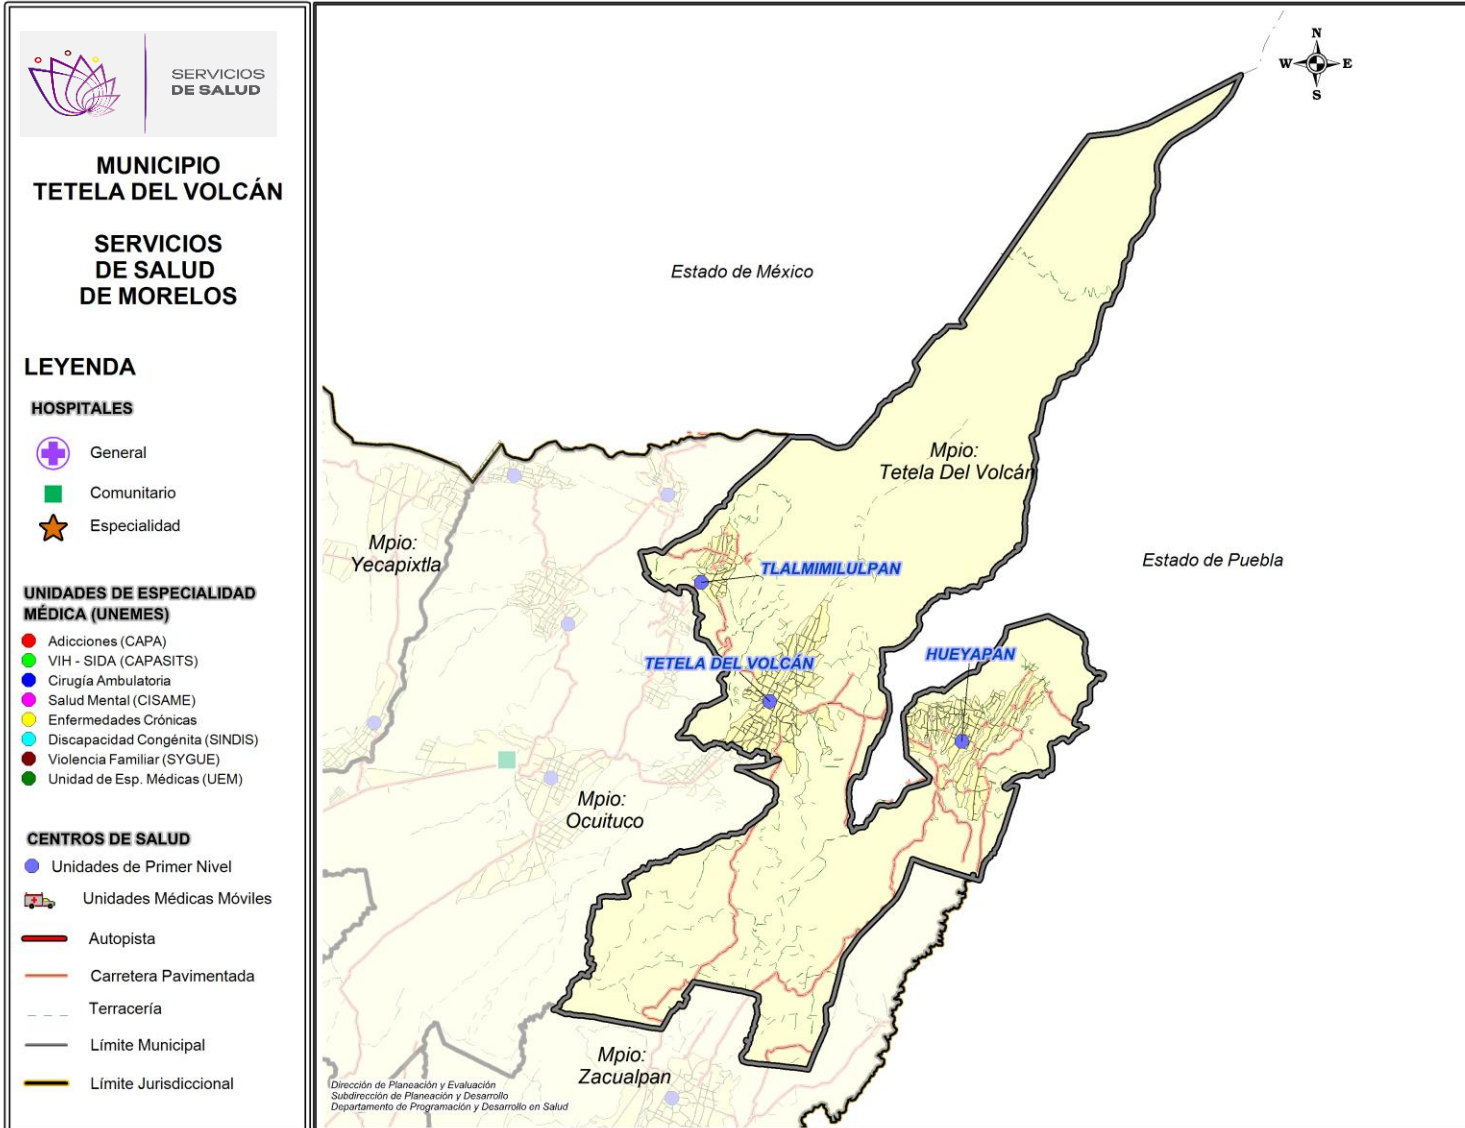 SERVICIOS
DE SALUD
MUNICIPIO
TETELA DEL VOLCÁN
SERVICIOS
DE SALUD
DE MORELOS
LEYENDA
HOSPITALES
General
Comunitario
Especialidad
UNIDADES DE ESPECIALIDAD
MÉDICA (UNEMES)
Adicciones (CAPA)
VIH - SIDA (CAPASITS)
Cirugía Ambulatoria
Salud Mental (CISAME)
Enfermedades Crónicas
Discapacidad Congénita (SINDIS)
Violencia Familiar (SYGUE)
Unidad de Esp. Médicas (UEM)
CENTROS DE SALUD
Unidades de Primer Nivel
Unidades Médicas Móviles
Autopista
Carretera Pavimentada
Terracería
Límite Municipal
Límite Jurisdiccional
N
W E
S
Estado de México
Mpio:
Tetela Del Volcán
Mpio:
Yecapixtla
Estado de Puebla
TLALMIMILULPAN
HUEYAPAN
TETELA DEL VOLCÁN
Mpio:
Ocuituco
Mpio:
Zacualpan
Dirección de Planeación y Evaluación
Subdirección de Planeación y Desarrollo
Departamento de Programación y Desarrollo en Salud